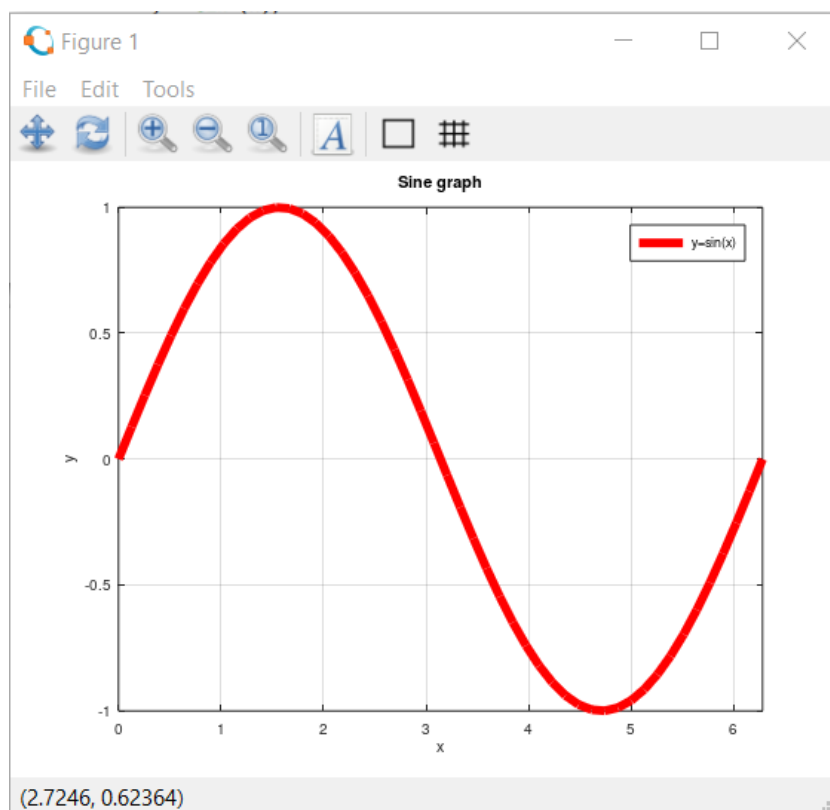 Figure 1
File Edit Tools
A
Sine graph
1
y=sin(x)
0.5
y
0
-0.5
-1
0 1 2 3 4 5 6
x
(2.7246, 0.62364)